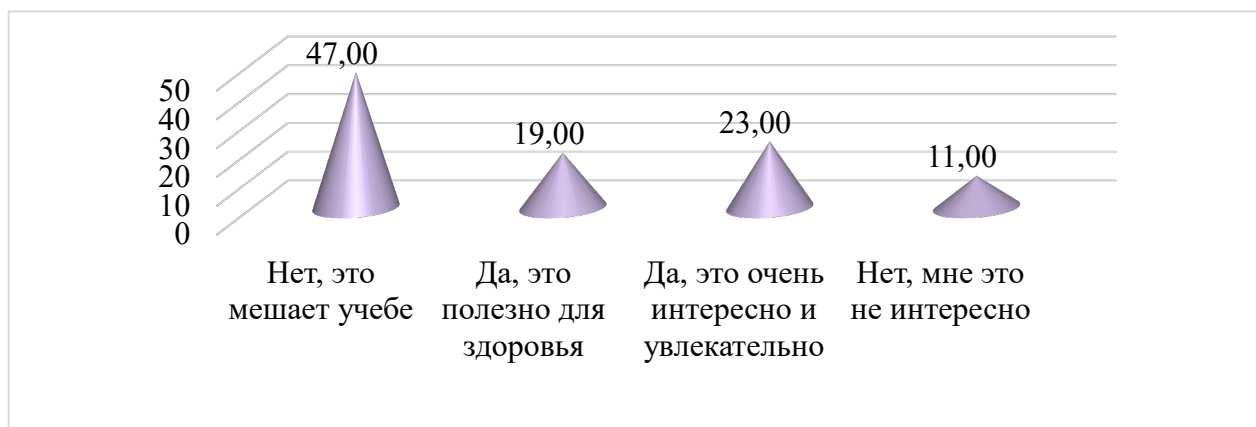 47,00
19,00
23,00
11,00
50
40
30
20
10
0
Нет, это
мешает учебе
Да, это
полезно для
здоровья
Да, это очень
интересно и
увлекательно
Нет, мне это
не интересно